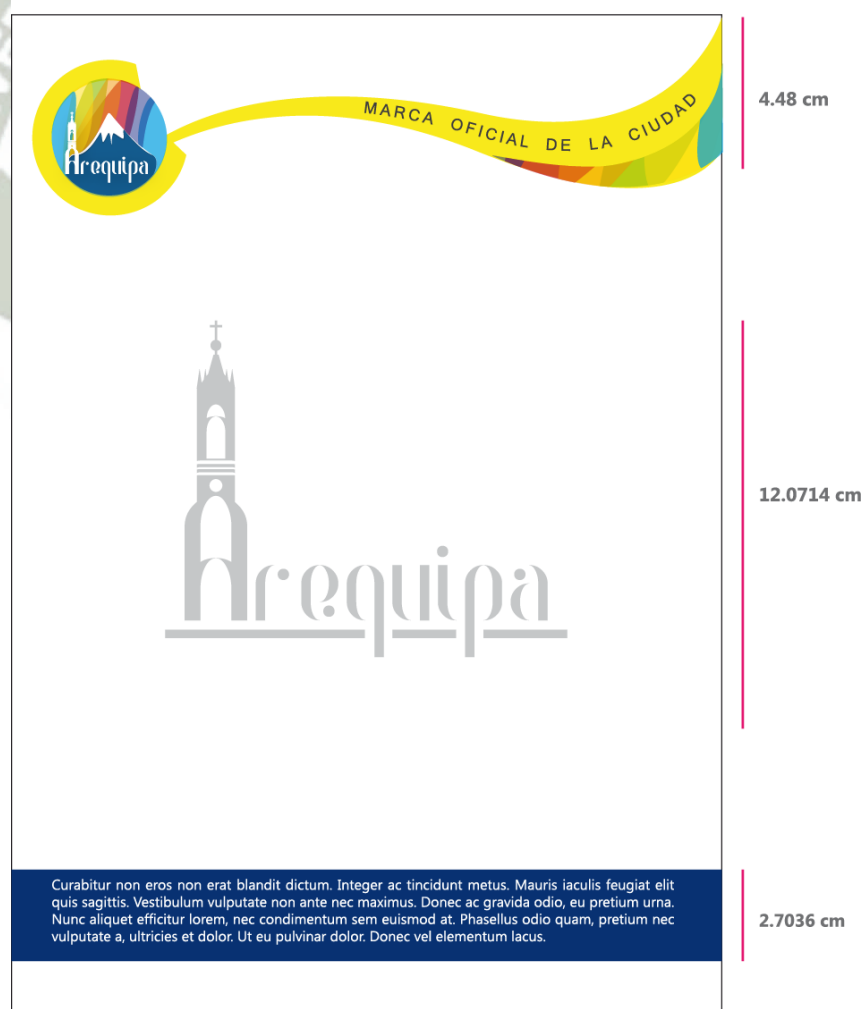 MARCA OFICIAL DE LA CIUDAD
4.48 cm
Arequipa
12.0714 cm
Arequipa
Curabitur non eros non erat blandit dictum. Integer ac tincidunt metus. Mauris iaculis feugiat elit
quis sagittis. Vestibulum vulputate non ante nec maximus. Donec ac gravida odio, eu pretium urna.
Nunc aliquet efficitur lorem, nec condimentum sem euismod at. Phasellus odio quam, pretium nec
vulputate a, ultricies et dolor. Ut eu pulvinar dolor. Donec vel elementum lacus.
2.7036 cm